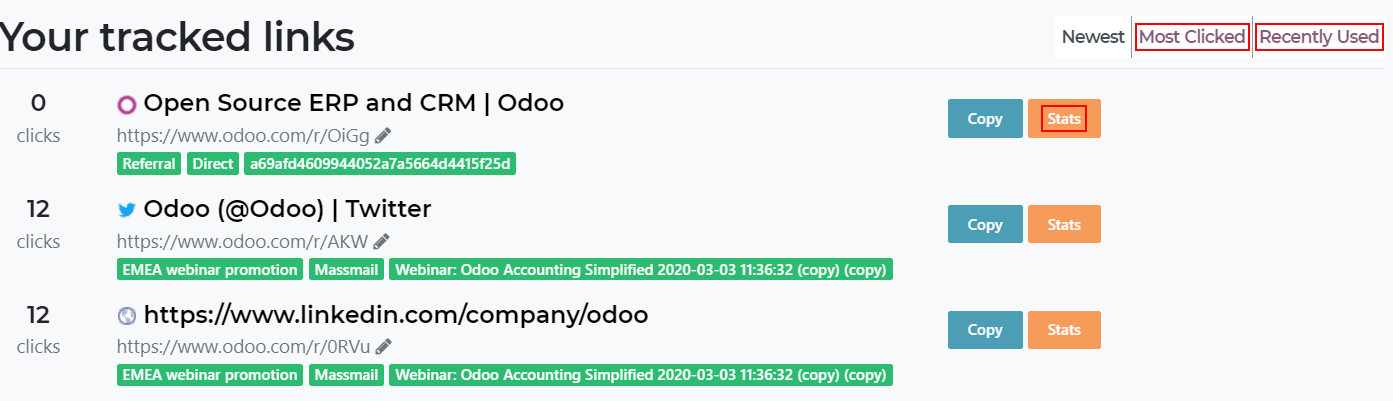 Your tracked links
Newest Most Clicked Recently Used
0 Open Source ERP and CRM | Odoo
clicks https://www.odoo.com/r/OiGg Copy Stats
Referral Direct a69afd4609944052a7a5664d4415f25d
12 Odoo (@Odoo) | Twitter
clicks https://www.odoo.com/r/AKW Copy Stats
EMEA webinar promotion Massmail Webinar: Odoo Accounting Simplified 2020-03-03 11:36:32 (copy) (copy)
12 https://www.linkedin.com/company/odoo
clicks https://www.odoo.com/r/0RVu Copy Stats
EMEA webinar promotion Massmail Webinar: Odoo Accounting Simplified 2020-03-03 11:36:32 (copy) (copy)